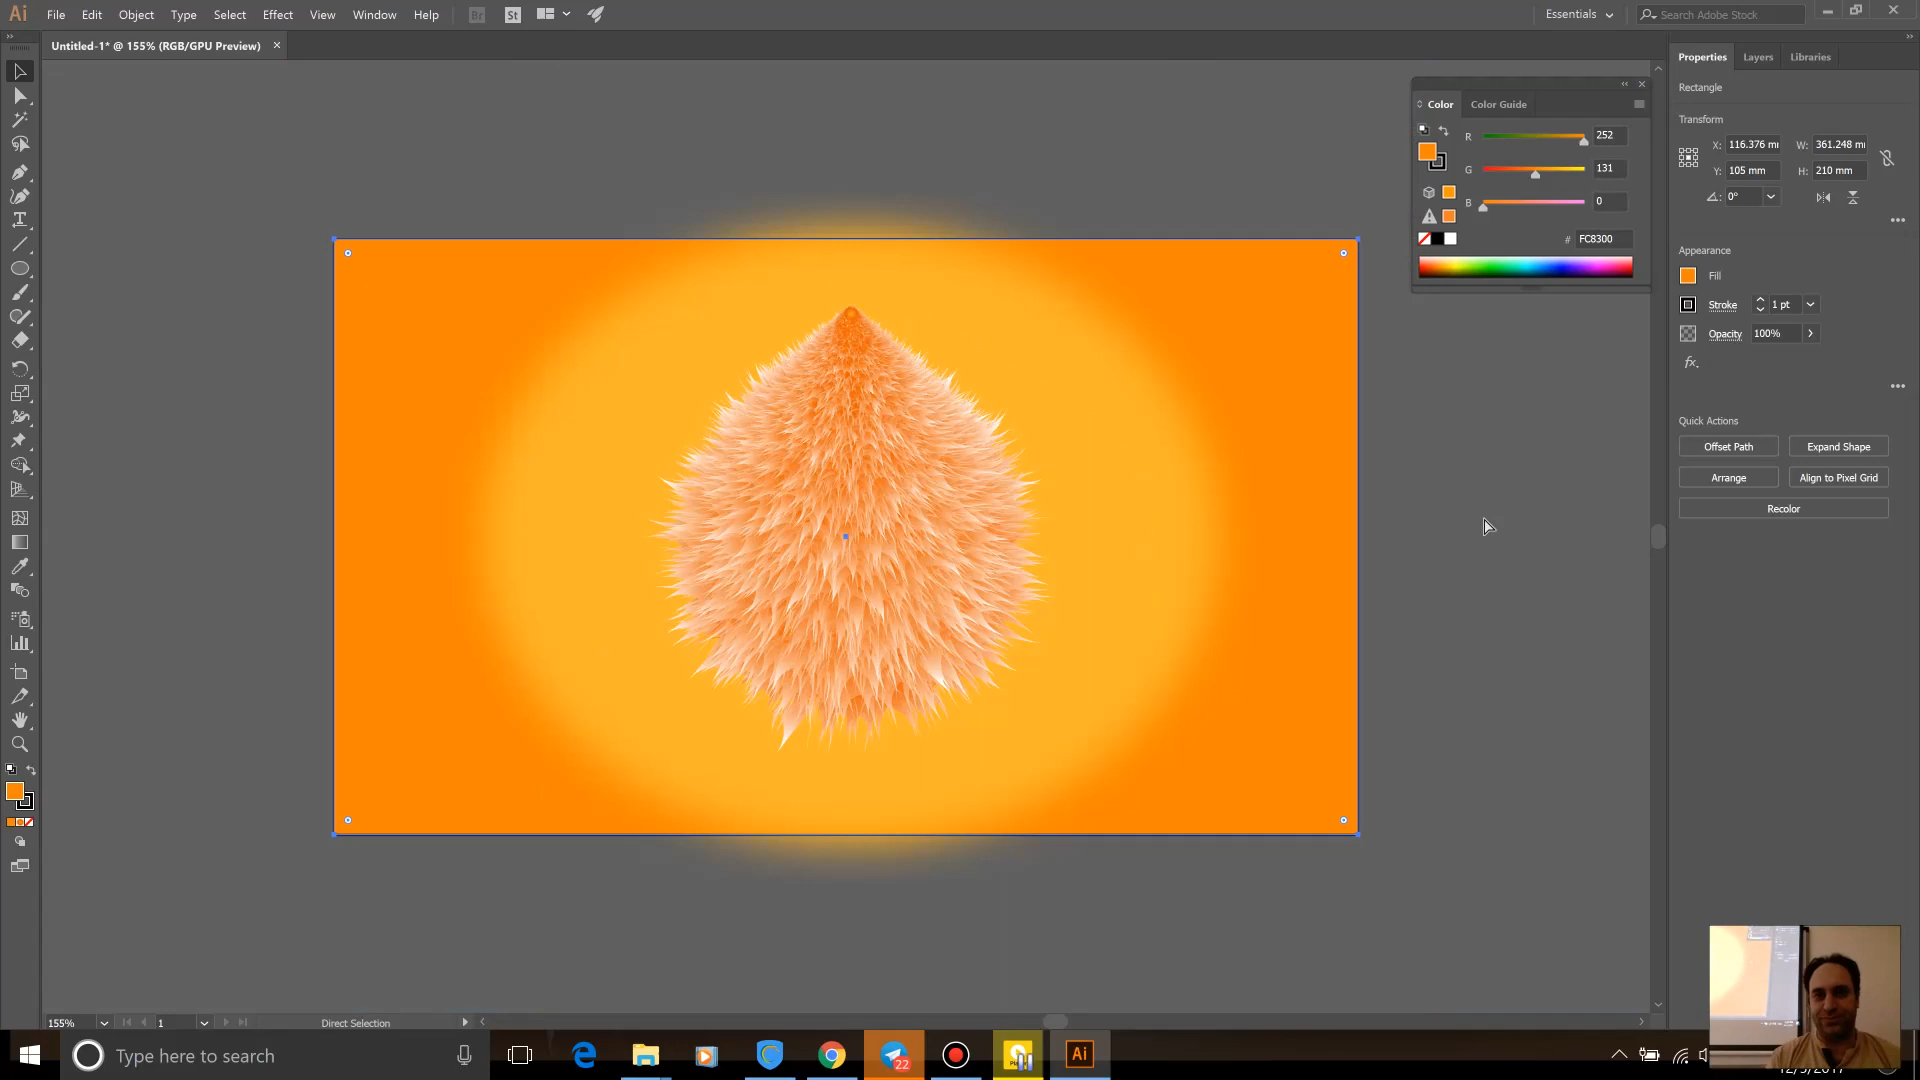 Ai File Edit Object Type Select Effect View Window Help Br St Essentials Search Adobe Stock
Untitled-1* @ 155% (RGB/GPU Preview)
Properties Layers Libraries
Rectangle
Transform
X: 116.376 mm W: 361.248 m
Y: 105 mm H: 210 mm
0°
Appearance
Fill
Stroke 1 pt
Opacity 100%
fx
Quick Actions
Offset Path Expand Shape
Arrange Align to Pixel Grid
Recolor
Color Color Guide
R 252
G 131
B 0
# FC8300
155% 1 Direct Selection
Type here to search
22
Ai